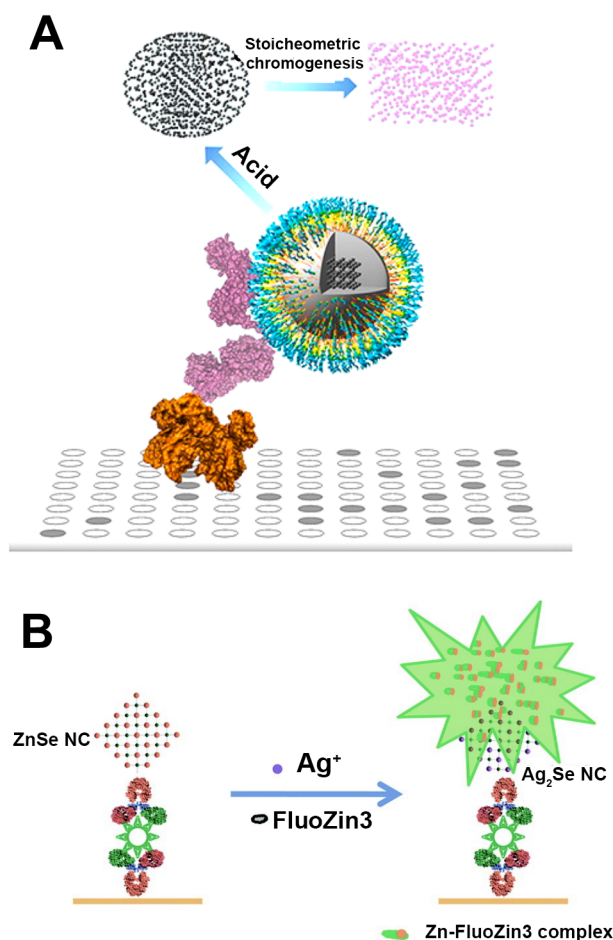 A
Stoicheometric
chromogenesis
Acid
B
ZnSe NC
Ag⁺
FluoZin3
Ag₂Se NC
Zn-FluoZin3 complex